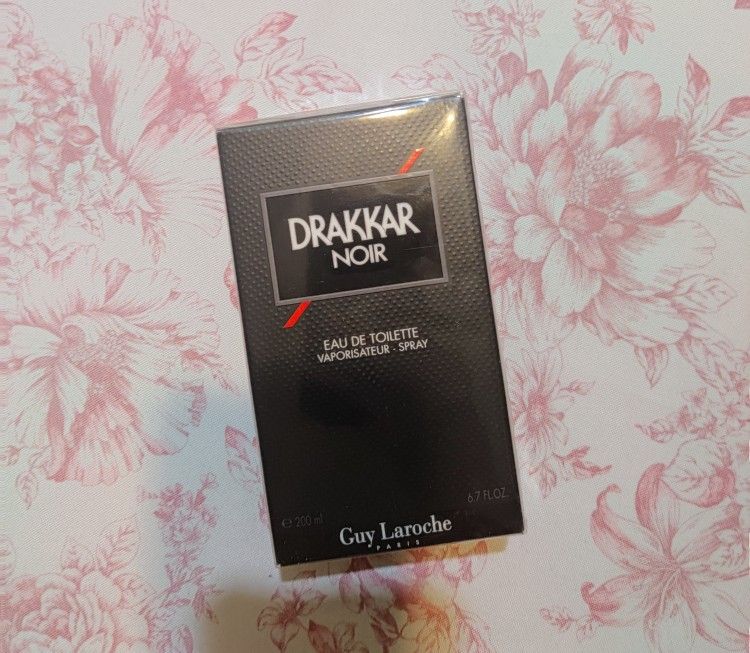 DRAKKAR
NOIR
EAU DE TOILETTE
VAPORISATEUR - SPRAY
℮ 200 ml
6.7 FL.OZ.
Guy Laroche
PARIS